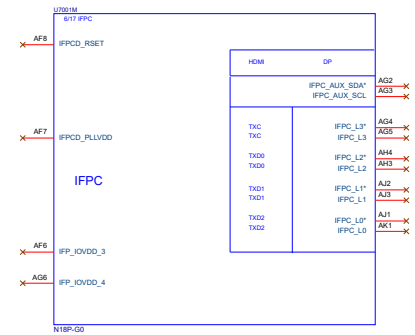 U7001M
6/17 IFPC
AF8 IFPCD_RSET
HDMI DP
IFPC_AUX_SDA* AG2
IFPC_AUX_SCL AG3
TXC IFPC_L3* AG4
TXC IFPC_L3 AG5
AF7 IFPCD_PLLVDD
TXD0 IFPC_L2* AH4
TXD0 IFPC_L2 AH3
IFPC
TXD1 IFPC_L1* AJ2
TXD1 IFPC_L1 AJ3
TXD2 IFPC_L0* AJ1
TXD2 IFPC_L0 AK1
AF6 IFP_IOVDD_3
AG6 IFP_IOVDD_4
N18P-G0